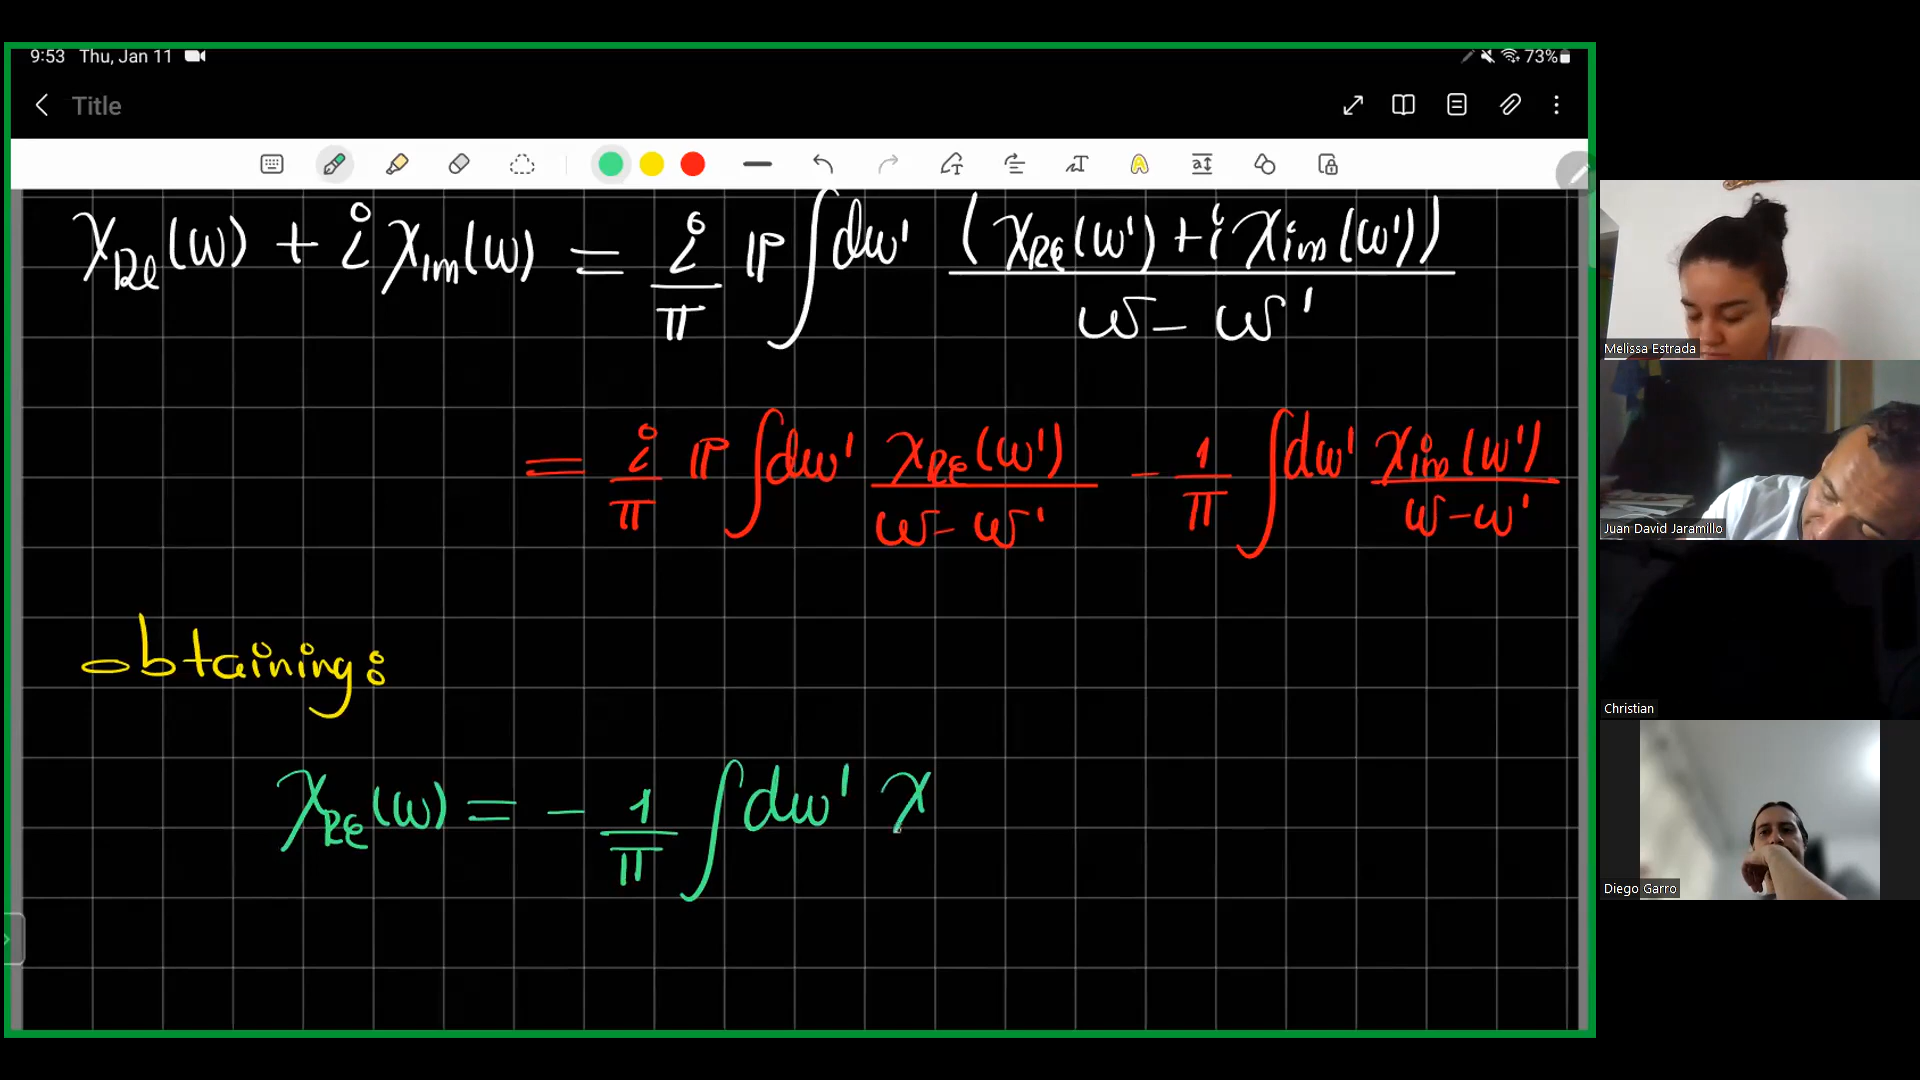 9:53 Thu, Jan 11 73%
Title
A a
χRe(ω) + i χIm(ω) = i/π ℙ∫dω' (χRe(ω') + i χim(ω'))/(ω - ω')
= i/π ℙ∫dω' χRe(ω')/(ω - ω') - 1/π ∫dω' χim(ω')/(ω - ω')
obtaining:
χRe(ω) = - 1/π ∫dω' χ
Melissa Estrada
Juan David Jaramillo
Christian
Diego Garro